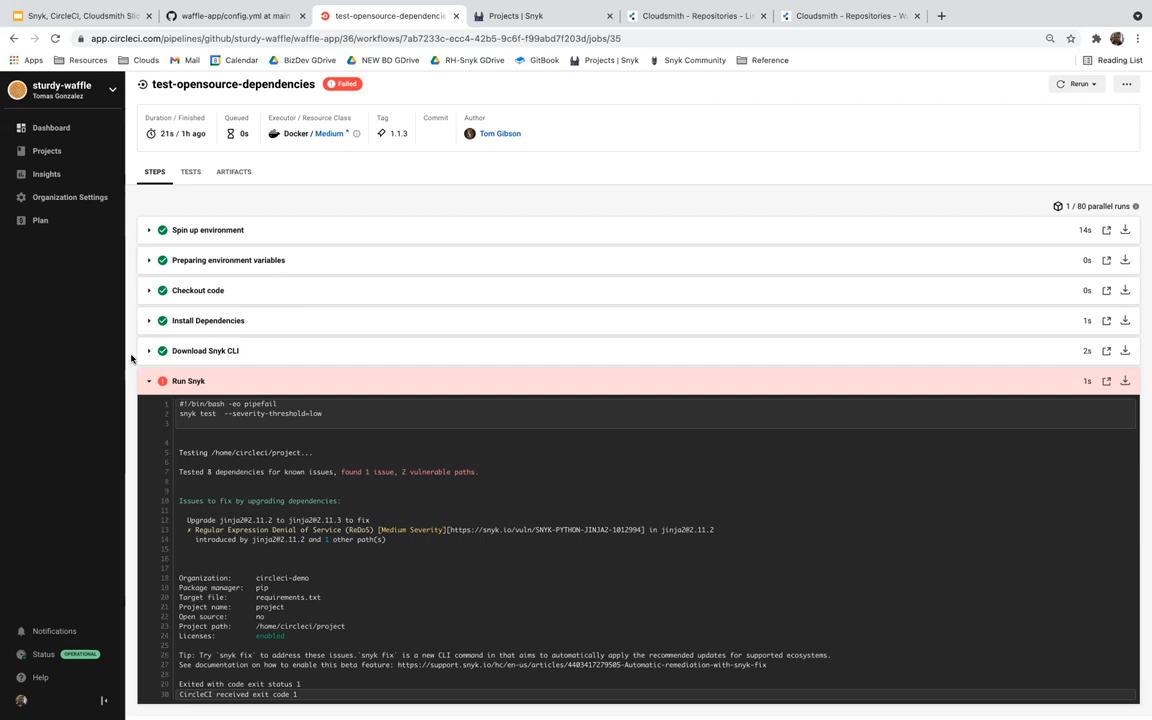 Snyk, CircleCI, Cloudsmith Slid
waffle-app/config.yml at main
test-opensource-dependencie
Projects | Snyk
Cloudsmith - Repositories - Li
Cloudsmith - Repositories - W
app.circleci.com/pipelines/github/sturdy-waffle/waffle-app/36/workflows/7ab7233c-ecc4-42b5-9c6f-f99abd7f203d/jobs/35
Apps
Resources
Clouds
Mail
Calendar
BizDev GDrive
NEW BD GDrive
RH-Snyk GDrive
GitBook
Projects | Snyk
Snyk Community
Reference
Reading List
sturdy-waffle
Tomas Gonzalez
Dashboard
Projects
Insights
Organization Settings
Plan
Notifications
Status OPERATIONAL
Help
test-opensource-dependencies Failed
Rerun
Duration / Finished
21s / 1h ago
Queued
0s
Executor / Resource Class
Docker / Medium *
Tag
1.1.3
Commit
Author
Tom Gibson
STEPS TESTS ARTIFACTS
1 / 80 parallel runs
Spin up environment 14s
Preparing environment variables 0s
Checkout code 0s
Install Dependencies 1s
Download Snyk CLI 2s
Run Snyk 1s
1 #!/bin/bash -eo pipefail
2 snyk test --severity-threshold=low
3
4
5 Testing /home/circleci/project...
6
7 Tested 8 dependencies for known issues, found 1 issue, 2 vulnerable paths.
8
9
10 Issues to fix by upgrading dependencies:
11
12 Upgrade jinja2@2.11.2 to jinja2@2.11.3 to fix
13 ✗ Regular Expression Denial of Service (ReDoS) [Medium Severity][https://snyk.io/vuln/SNYK-PYTHON-JINJA2-1012994] in jinja2@2.11.2
14 introduced by jinja2@2.11.2 and 1 other path(s)
15
16
17
18 Organization: circleci-demo
19 Package manager: pip
20 Target file: requirements.txt
21 Project name: project
22 Open source: no
23 Project path: /home/circleci/project
24 Licenses: enabled
25
26 Tip: Try `snyk fix` to address these issues.`snyk fix` is a new CLI command in that aims to automatically apply the recommended updates for supported ecosystems.
27 See documentation on how to enable this beta feature: https://support.snyk.io/hc/en-us/articles/4403417279505-Automatic-remediation-with-snyk-fix
28
29 Exited with code exit status 1
30 CircleCI received exit code 1